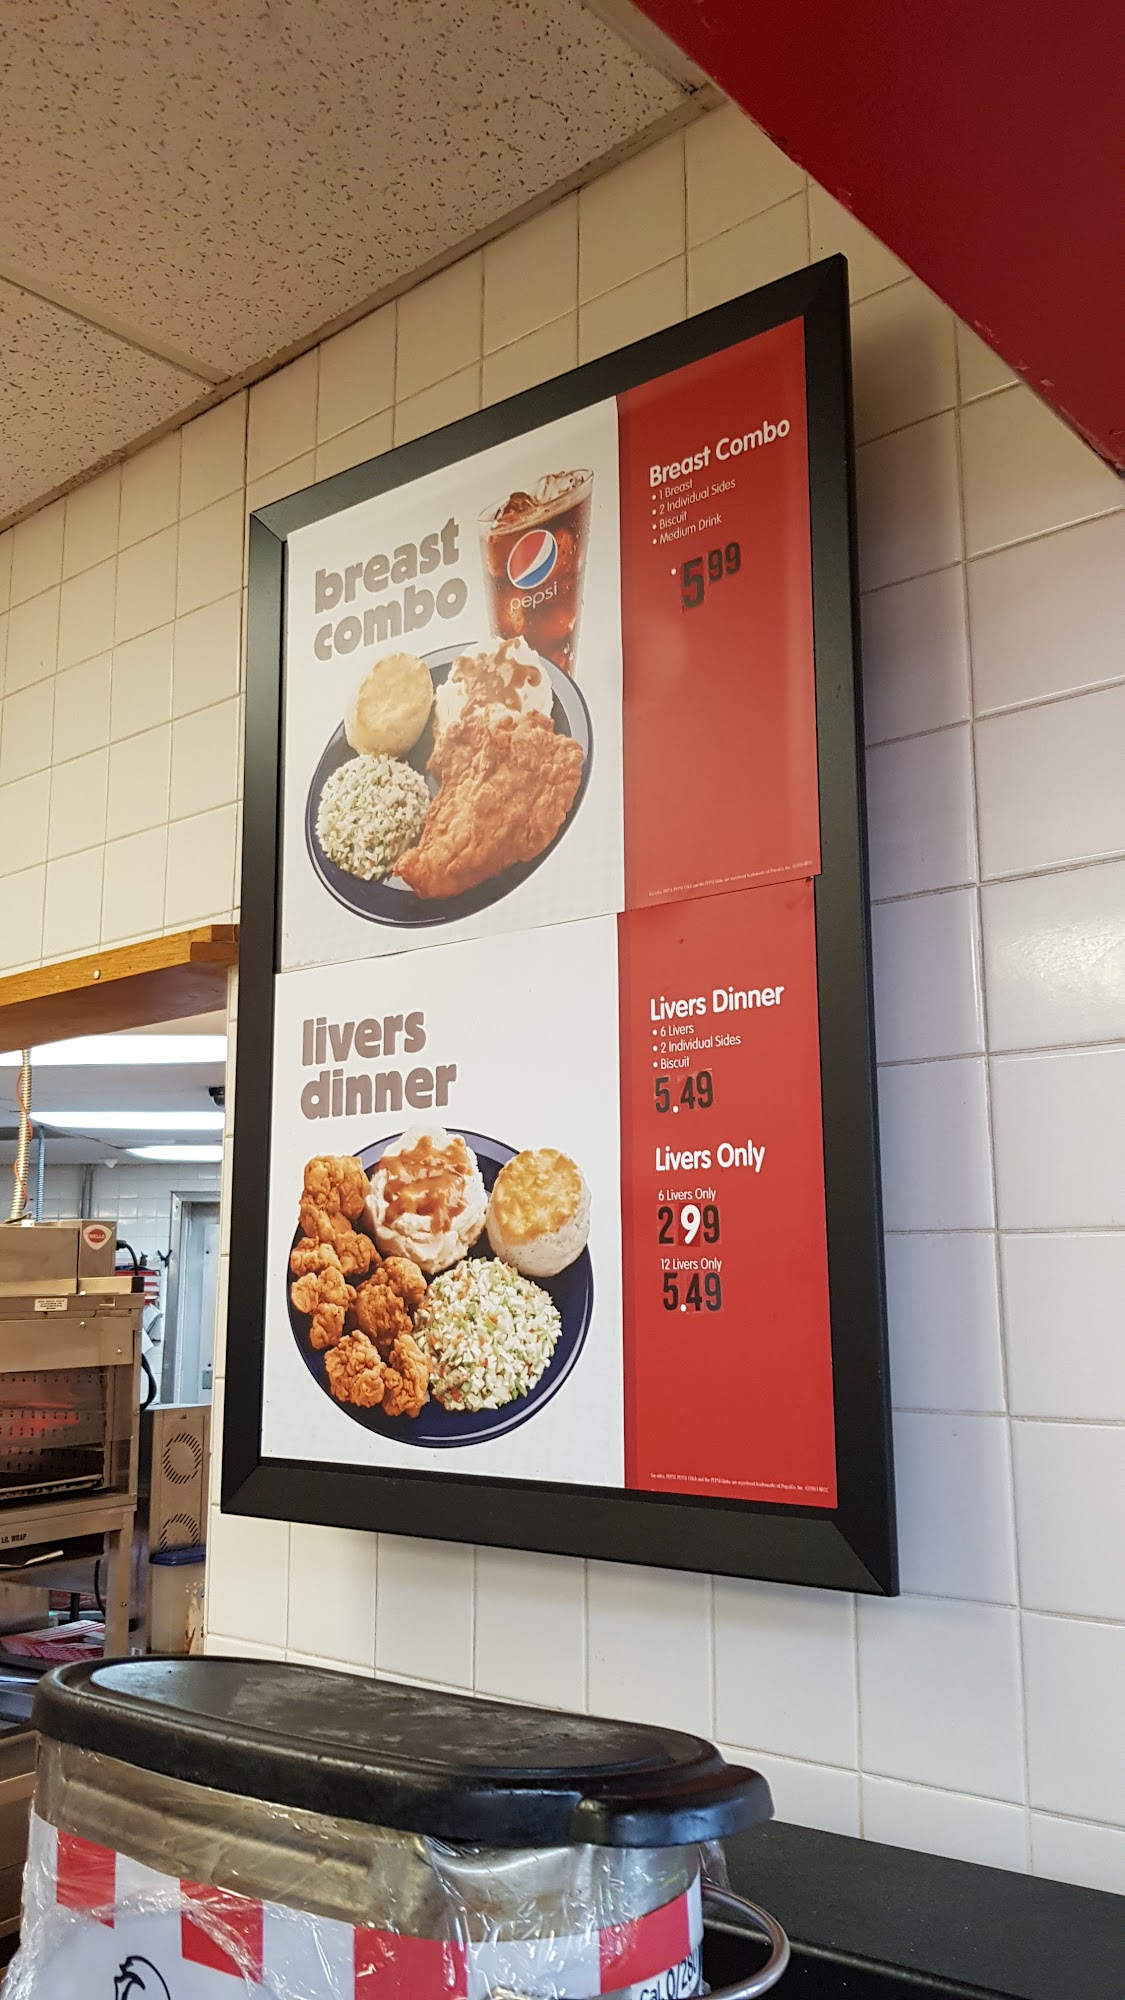 breast
combo
pepsi
Breast Combo
• 1 Breast
• 2 Individual Sides
• Biscuit
• Medium Drink
5 99
livers
dinner
Livers Dinner
• 6 Livers
• 2 Individual Sides
• Biscuit
5.49
Livers Only
6 Livers Only
2 99
12 Livers Only
5.49
WELLS